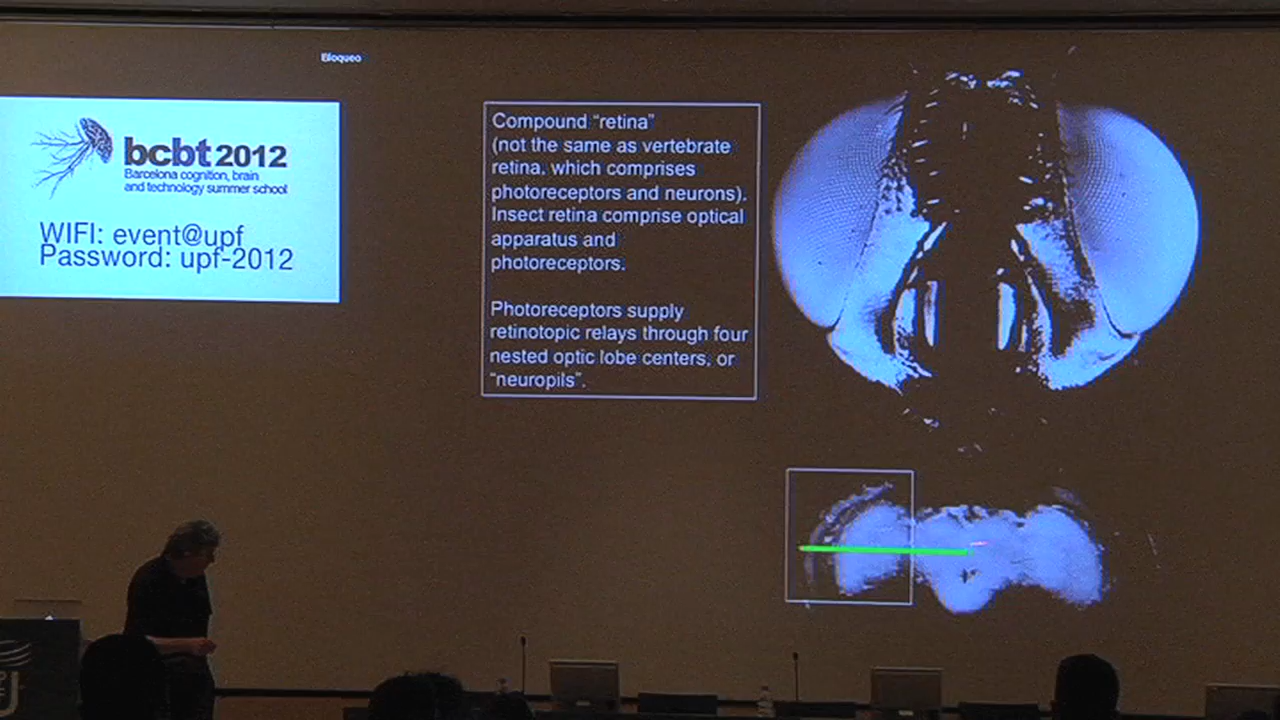 Bloqueo
bcbt 2012
Barcelona cognition, brain
and technology summer school
WIFI: event@upf
Password: upf-2012
Compound “retina”
(not the same as vertebrate
retina, which comprises
photoreceptors and neurons).
Insect retina comprise optical
apparatus and
photoreceptors.
Photoreceptors supply
retinotopic relays through four
nested optic lobe centers, or
“neuropils”.